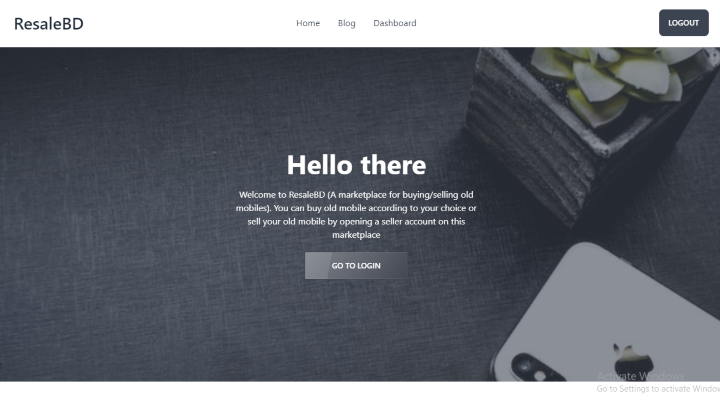 ResaleBD
Home Blog Dashboard
LOGOUT
Hello there
Welcome to ResaleBD (A marketplace for buying/selling old
mobiles). You can buy old mobile according to your choice or
sell your old mobile by opening a seller account on this
marketplace
GO TO LOGIN
Activate Windows
Go to Settings to activate Window